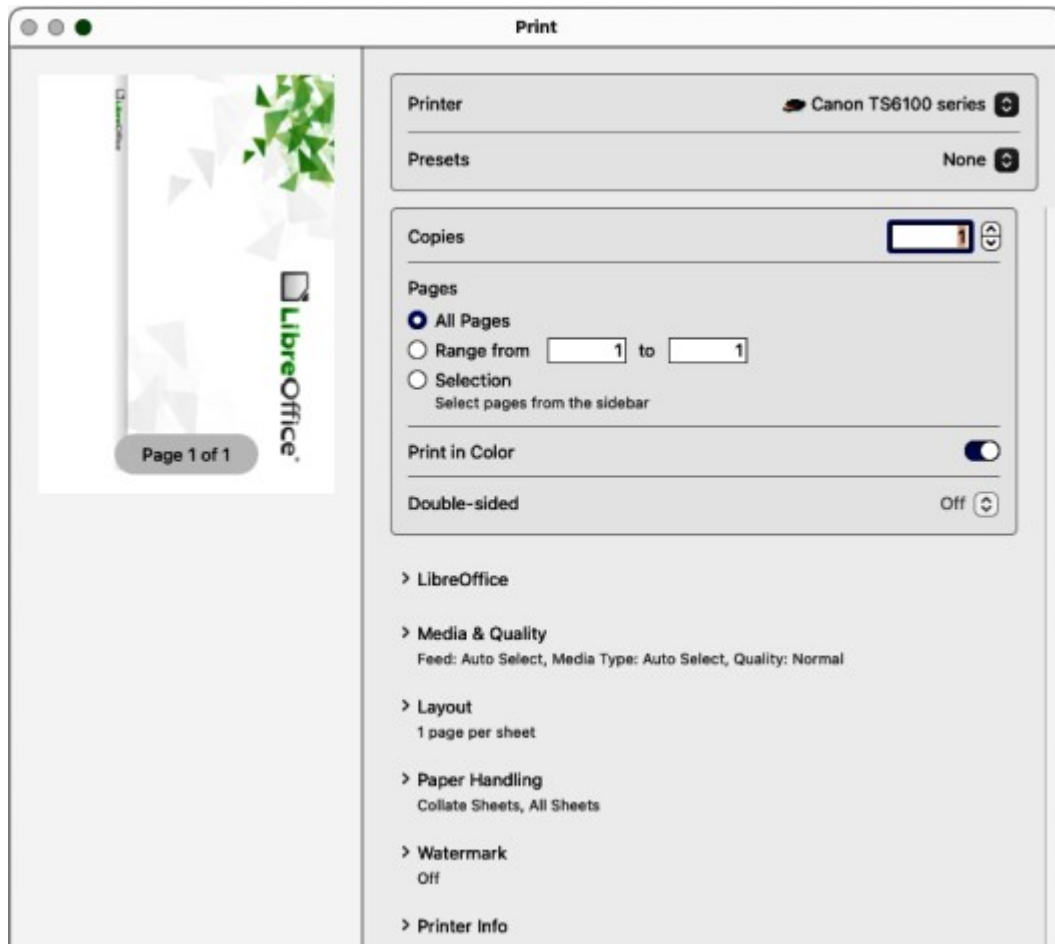 Print
LibreOffice
LibreOffice®
Page 1 of 1
Printer Canon TS6100 series
Presets None
Copies 1
Pages
All Pages
Range from 1 to 1
Selection
Select pages from the sidebar
Print in Color
Double-sided Off
> LibreOffice
> Media & Quality
Feed: Auto Select, Media Type: Auto Select, Quality: Normal
> Layout
1 page per sheet
> Paper Handling
Collate Sheets, All Sheets
> Watermark
Off
> Printer Info